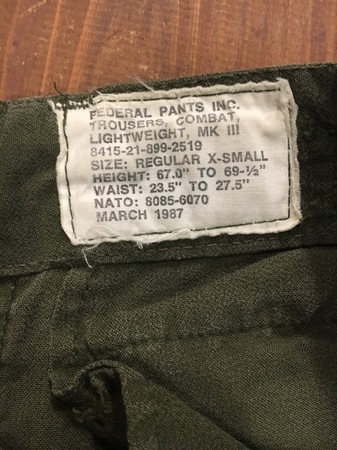 FEDERAL PANTS INC.
TROUSERS, COMBAT,
LIGHTWEIGHT, MK III
8415-21-899-2519
SIZE: REGULAR X-SMALL
HEIGHT: 67.0" TO 69-½"
WAIST: 23.5" TO 27.5"
NATO: 8085-6070
MARCH 1987